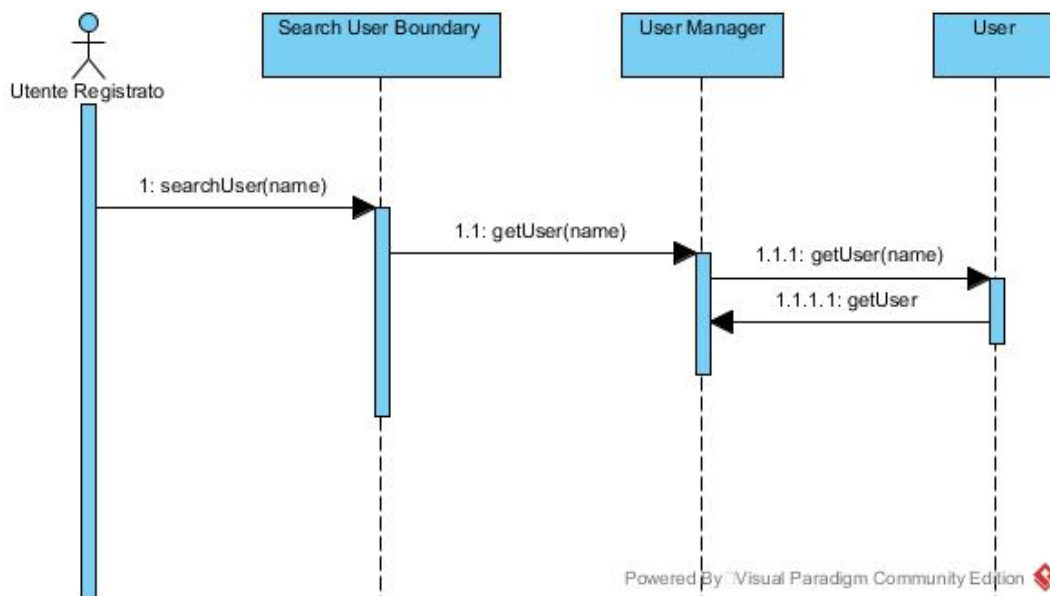 Search User Boundary
User Manager
User
Utente Registrato
1: searchUser(name)
1.1: getUser(name)
1.1.1: getUser(name)
1.1.1.1: getUser
Powered By Visual Paradigm Community Edition